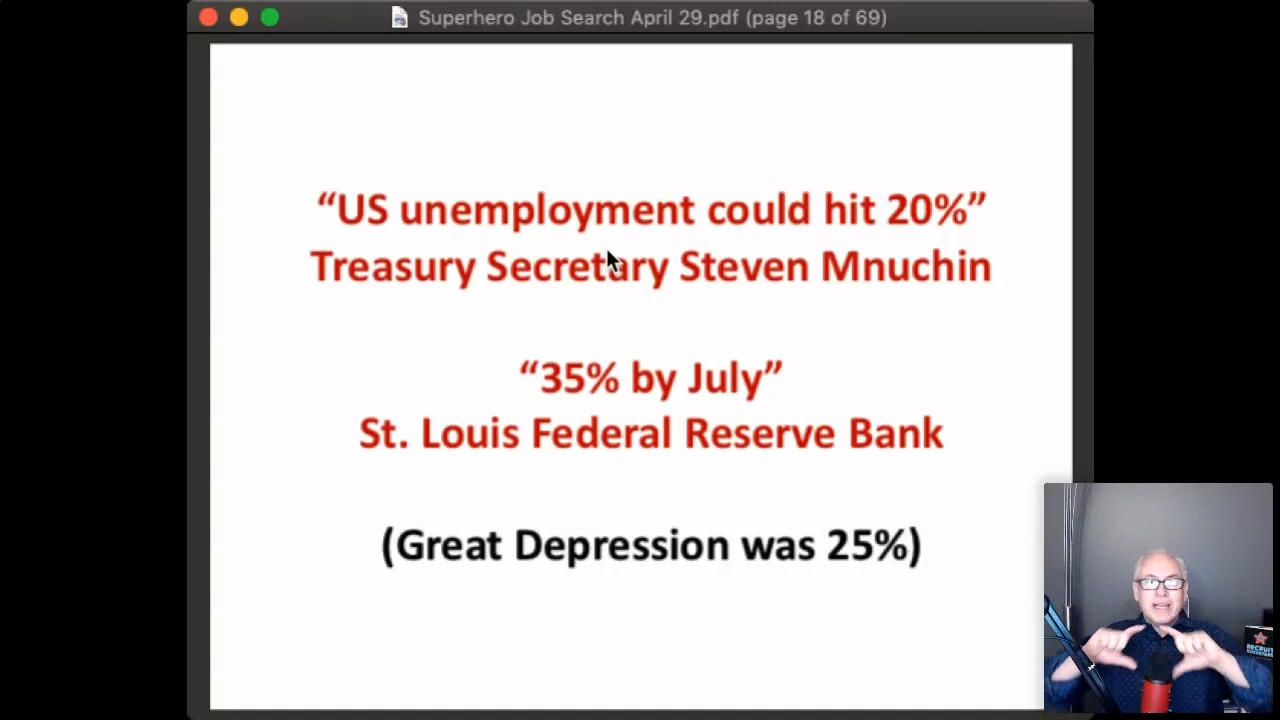 Superhero Job Search April 29.pdf (page 18 of 69)
“US unemployment could hit 20%”
Treasury Secretary Steven Mnuchin
“35% by July”
St. Louis Federal Reserve Bank
(Great Depression was 25%)